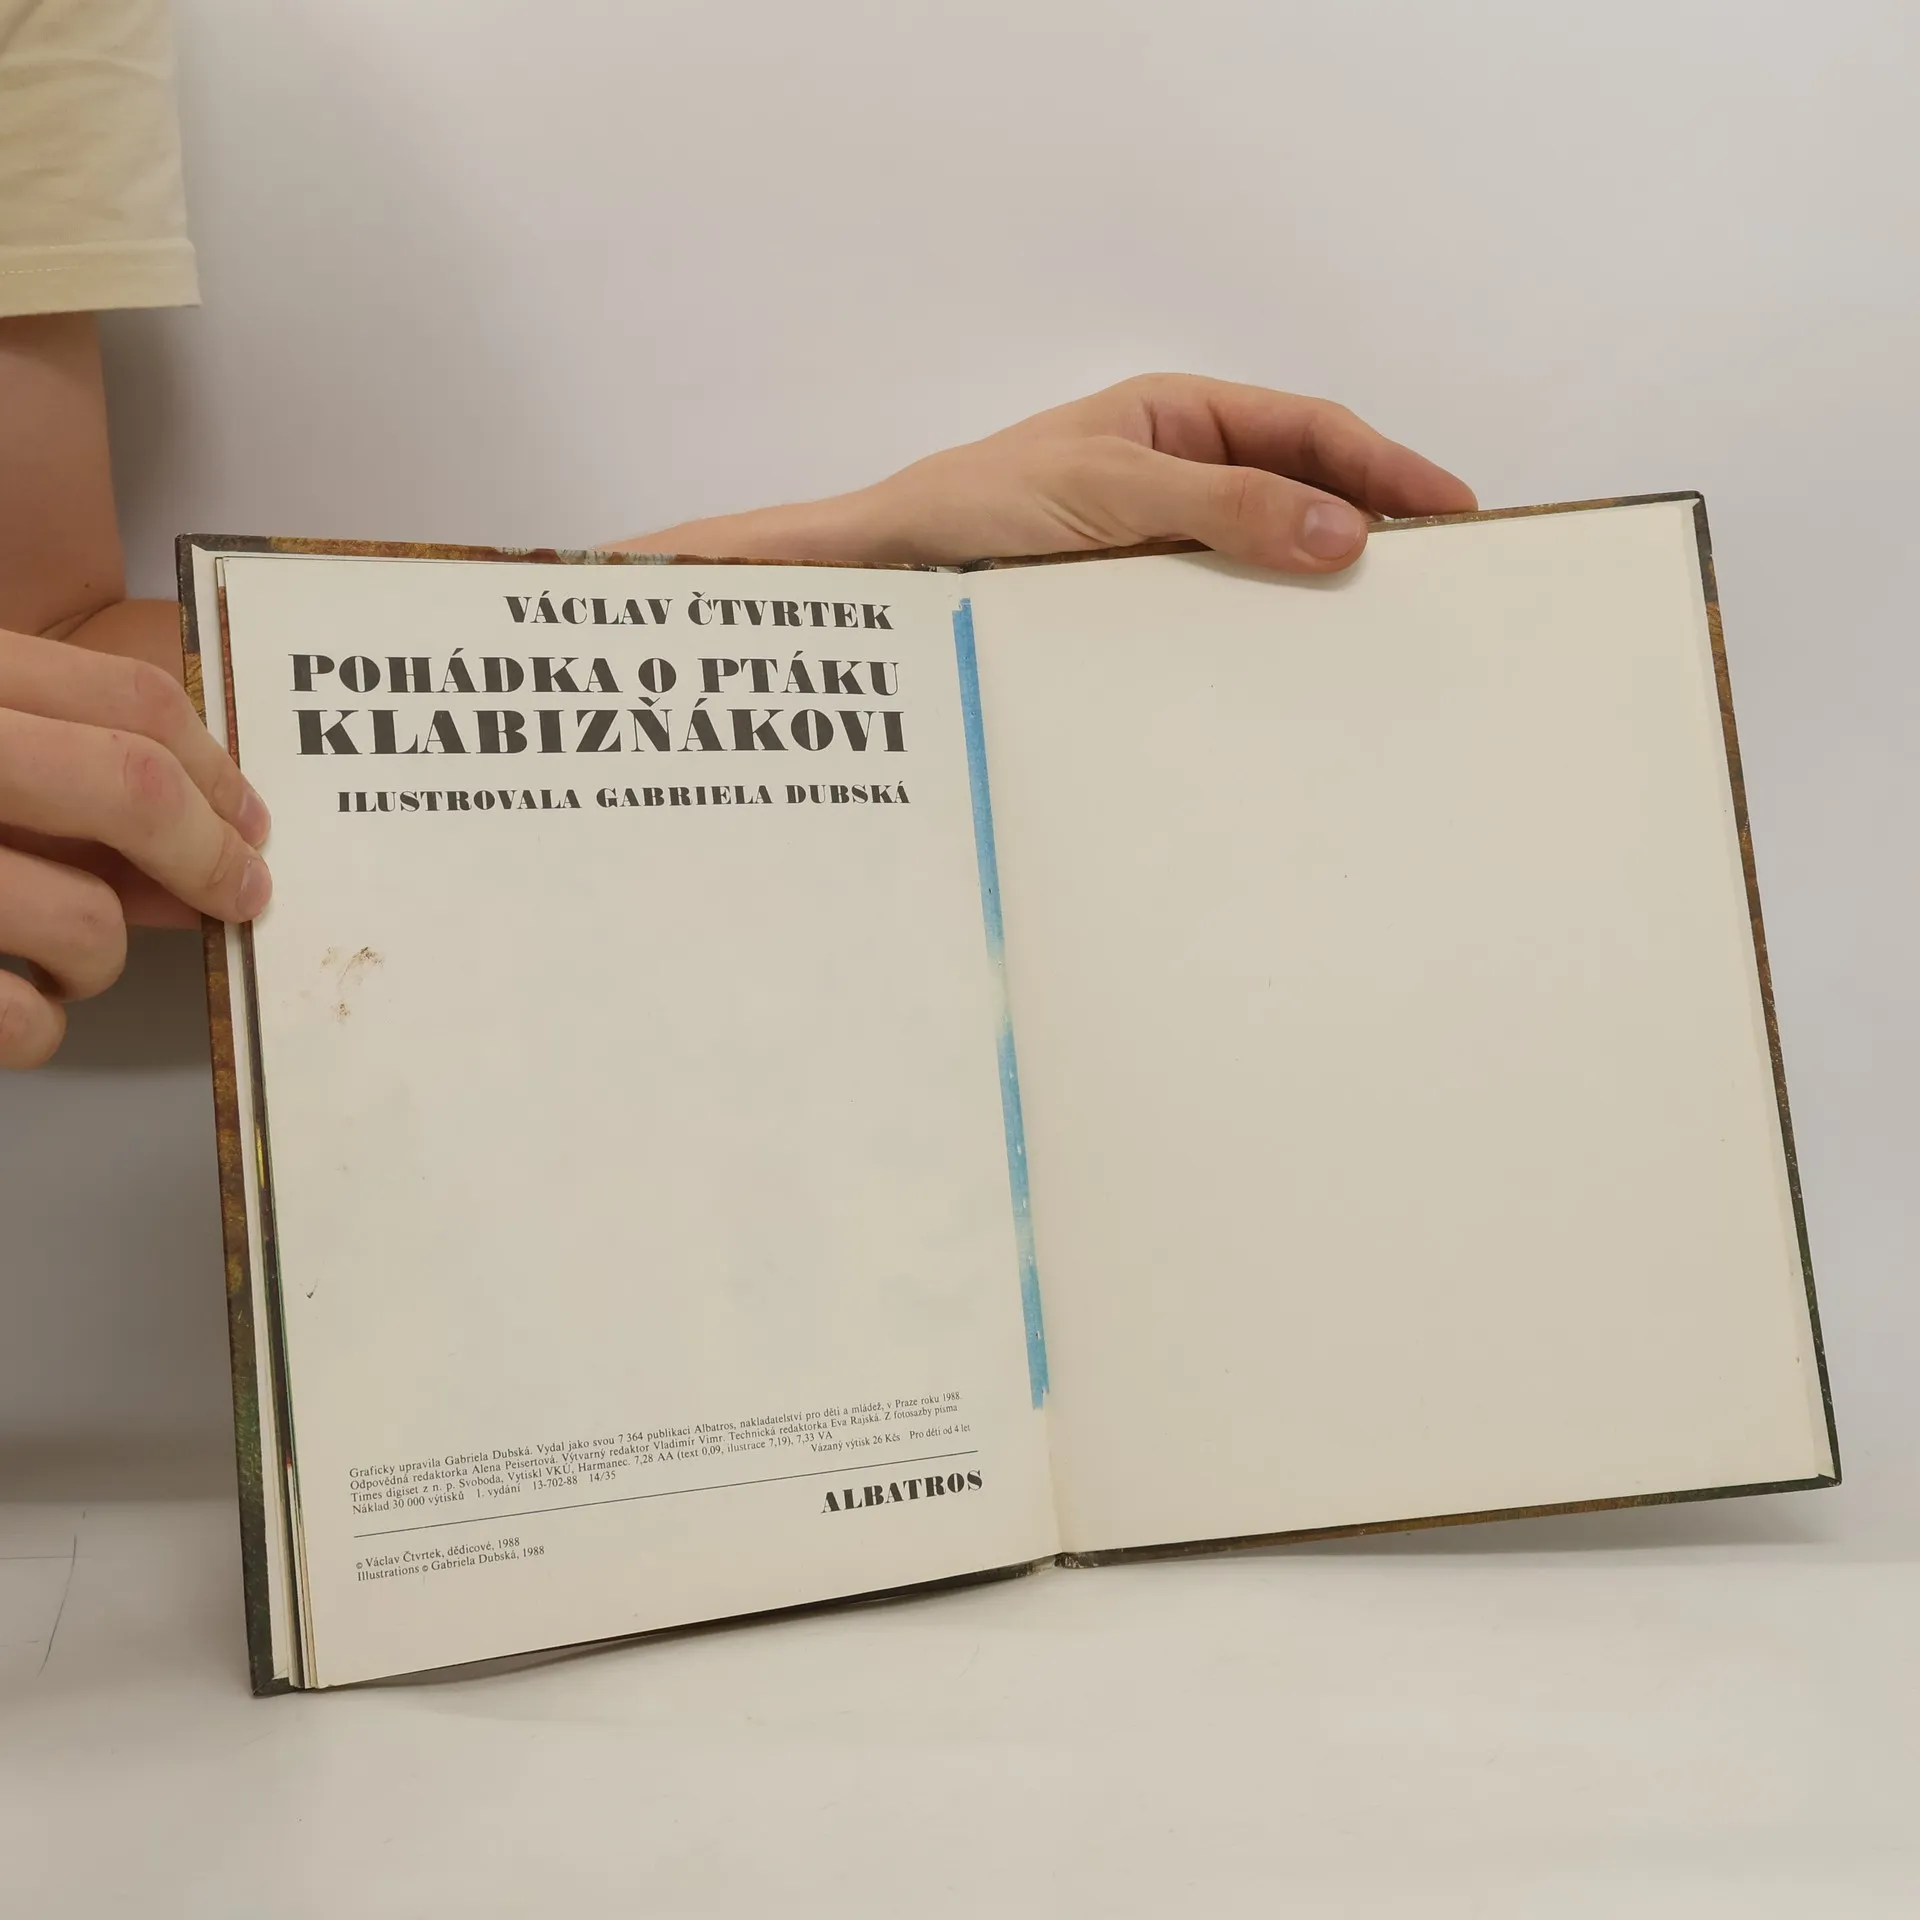 VÁCLAV ČTVRTEK
POHÁDKA O PTÁKU
KLABIZŇÁKOVI
ILUSTROVALA GABRIELA DUBSKÁ
Graficky upravila Gabriela Dubská. Vydal jako svou 7 364 publikaci Albatros, nakladatelství pro děti a mládež, v Praze roku 1988.
Odpovědná redaktorka Alena Peisertová. Výtvarný redaktor Vladimír Vimr. Technická redaktorka Eva Rajská. Z fotosazby písma
Times digiset z n. p. Svoboda, Vytiskl VKÚ, Harmanec. 7,28 AA (text 0,09, ilustrace 7,19), 7,33 VA
Náklad 30 000 výtisků 1. vydání 13-702-88 14/35 Vázaný výtisk 26 Kčs Pro děti od 4 let
ALBATROS
© Václav Čtvrtek, dědicové, 1988
Illustrations © Gabriela Dubská, 1988